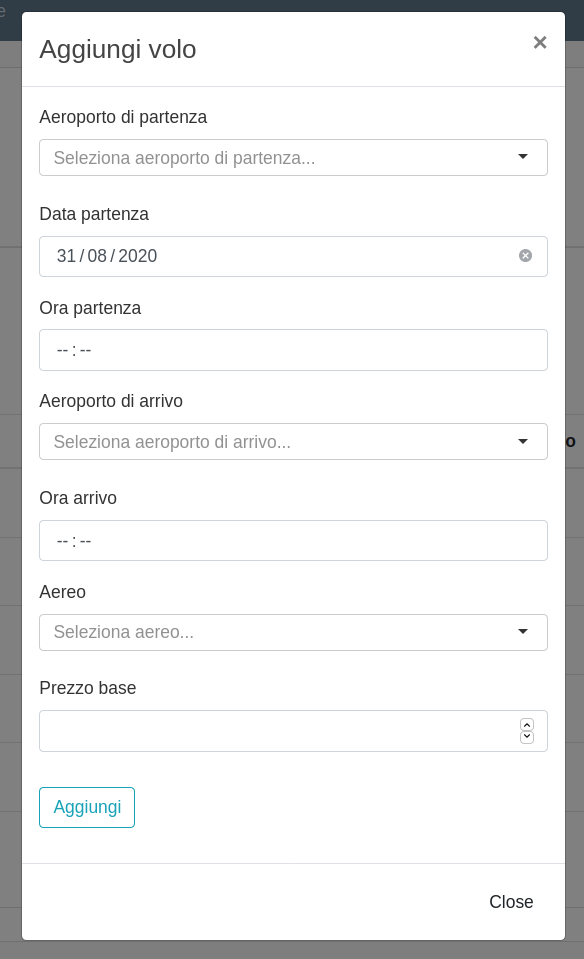 e
Aggiungi volo
×
Aeroporto di partenza
Seleziona aeroporto di partenza...
Data partenza
31/08/2020
Ora partenza
--:--
Aeroporto di arrivo
Seleziona aeroporto di arrivo...
o
Ora arrivo
--:--
Aereo
Seleziona aereo...
Prezzo base
Aggiungi
Close